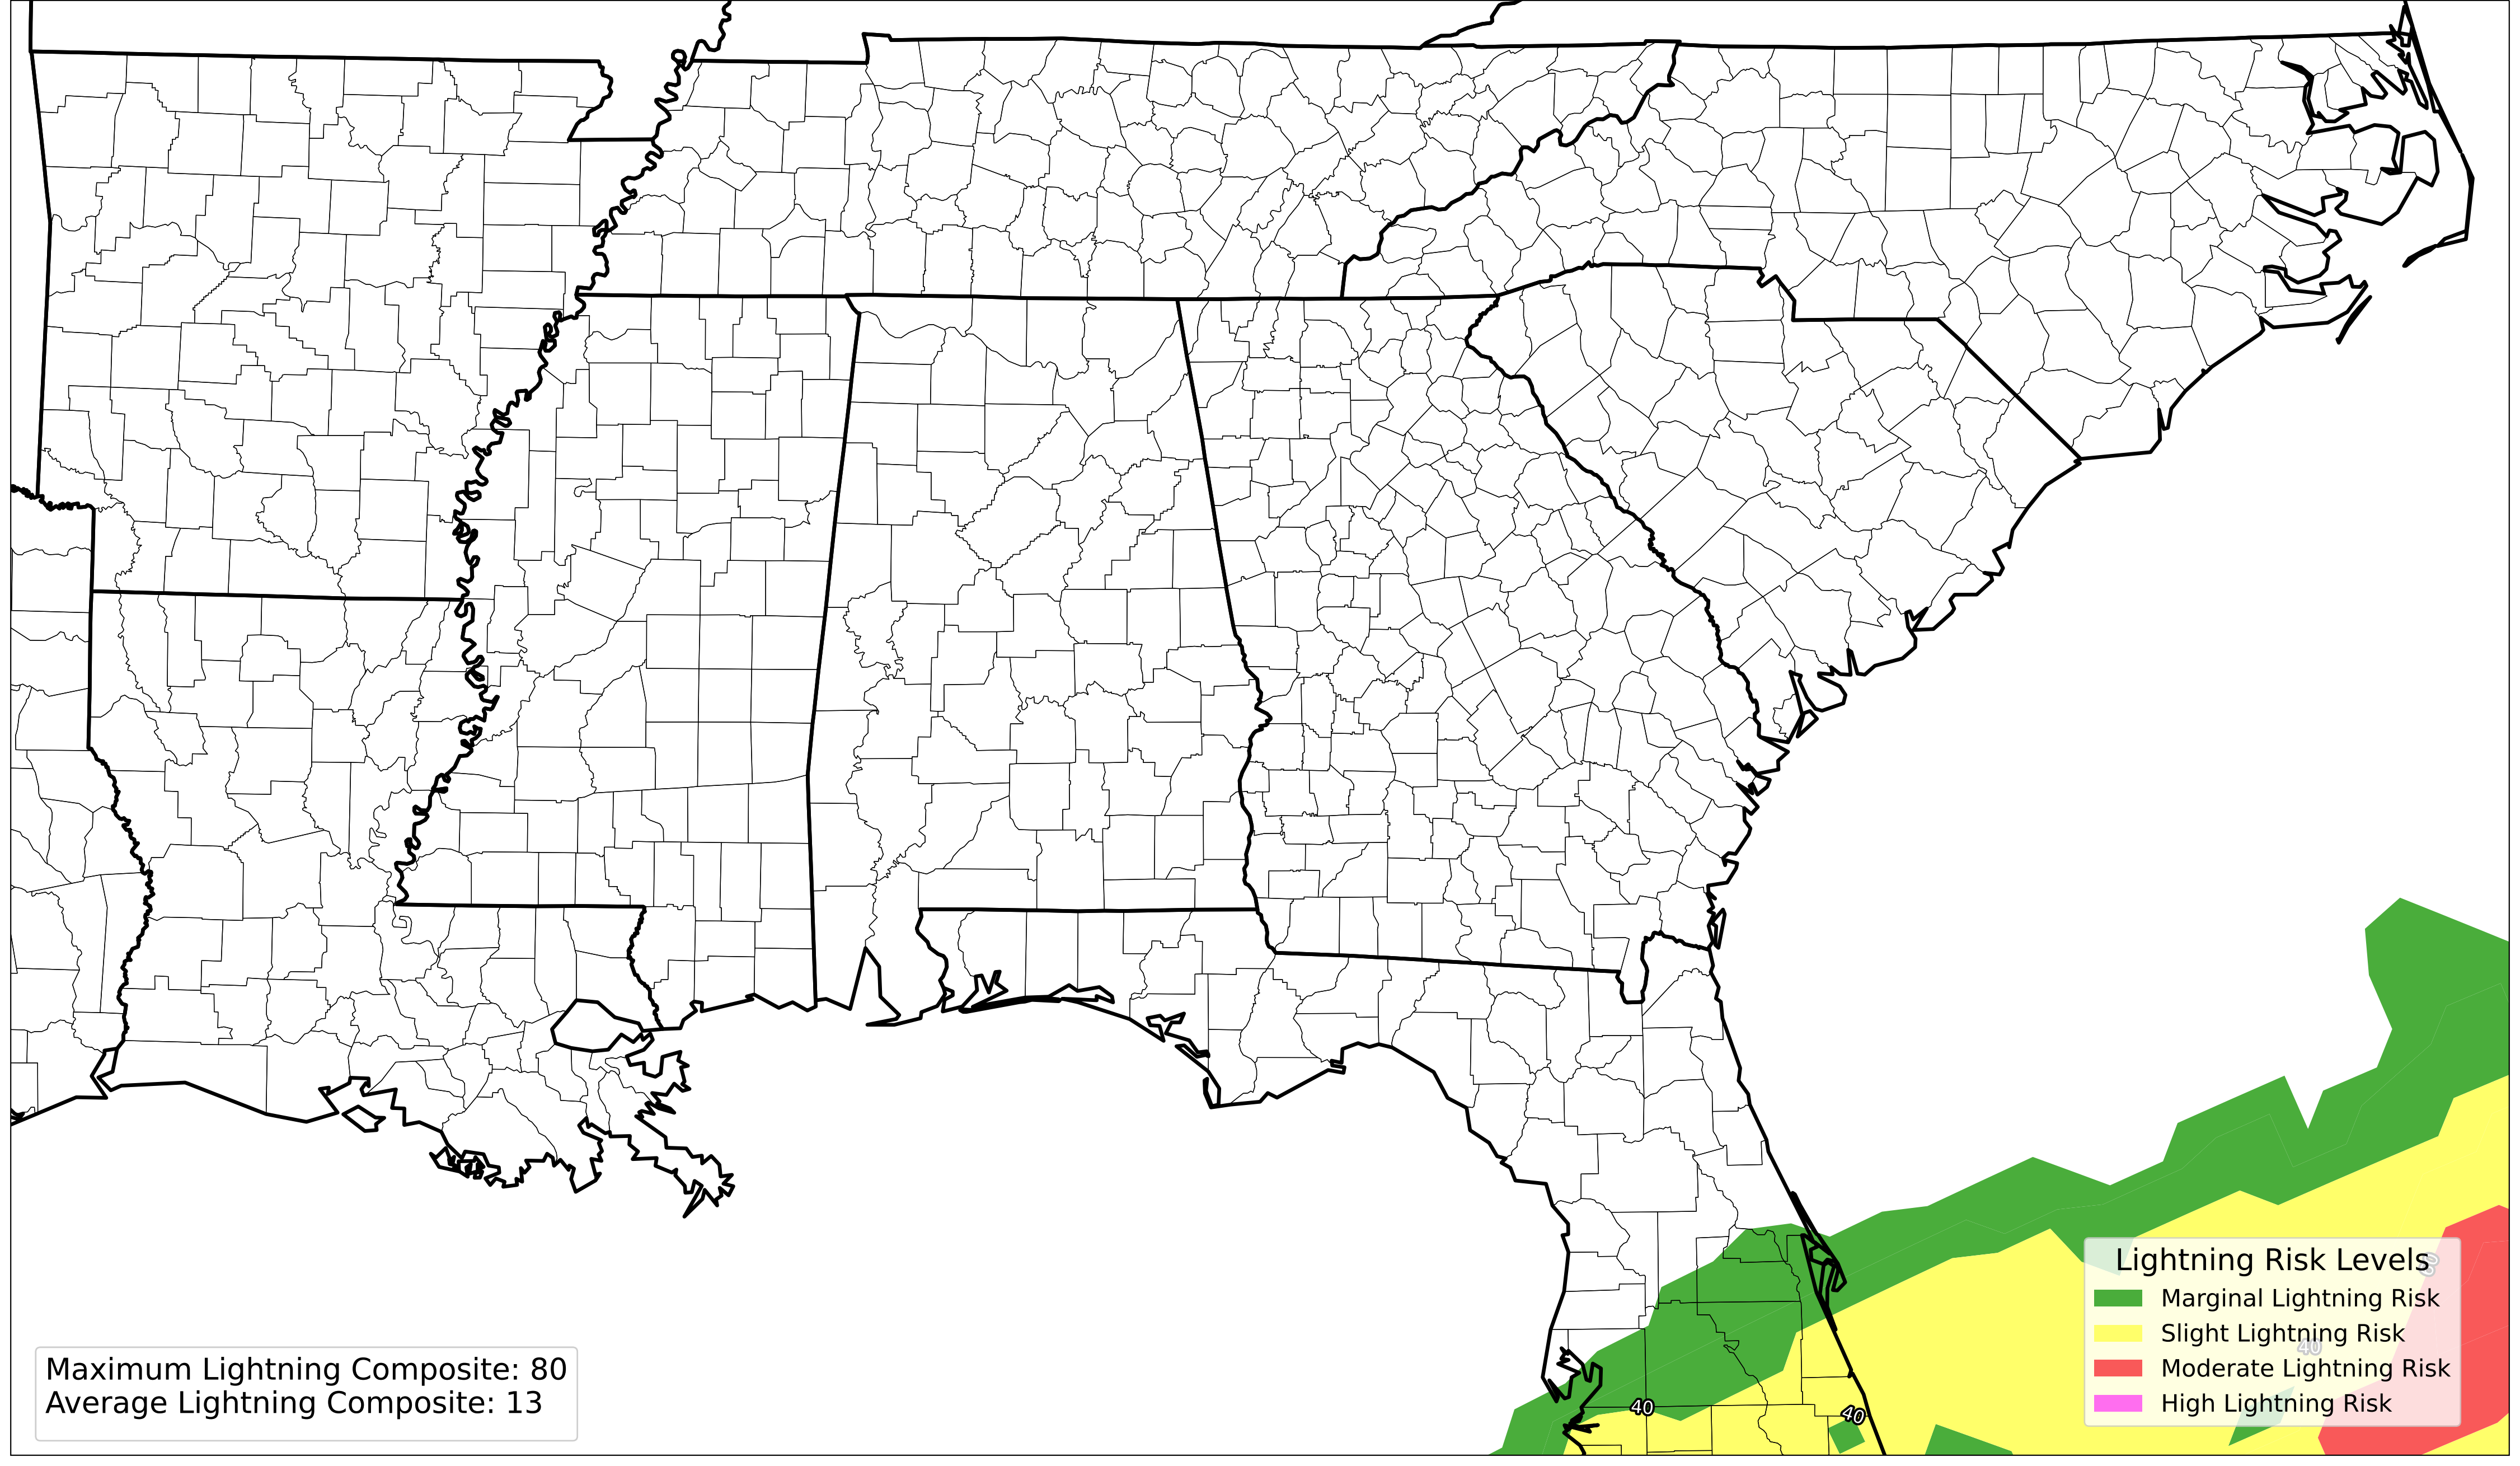 Lightning Risk Levels
Marginal Lightning Risk
Slight Lightning Risk
40
Moderate Lightning Risk
High Lightning Risk
Maximum Lightning Composite: 80
Average Lightning Composite: 13
40
40